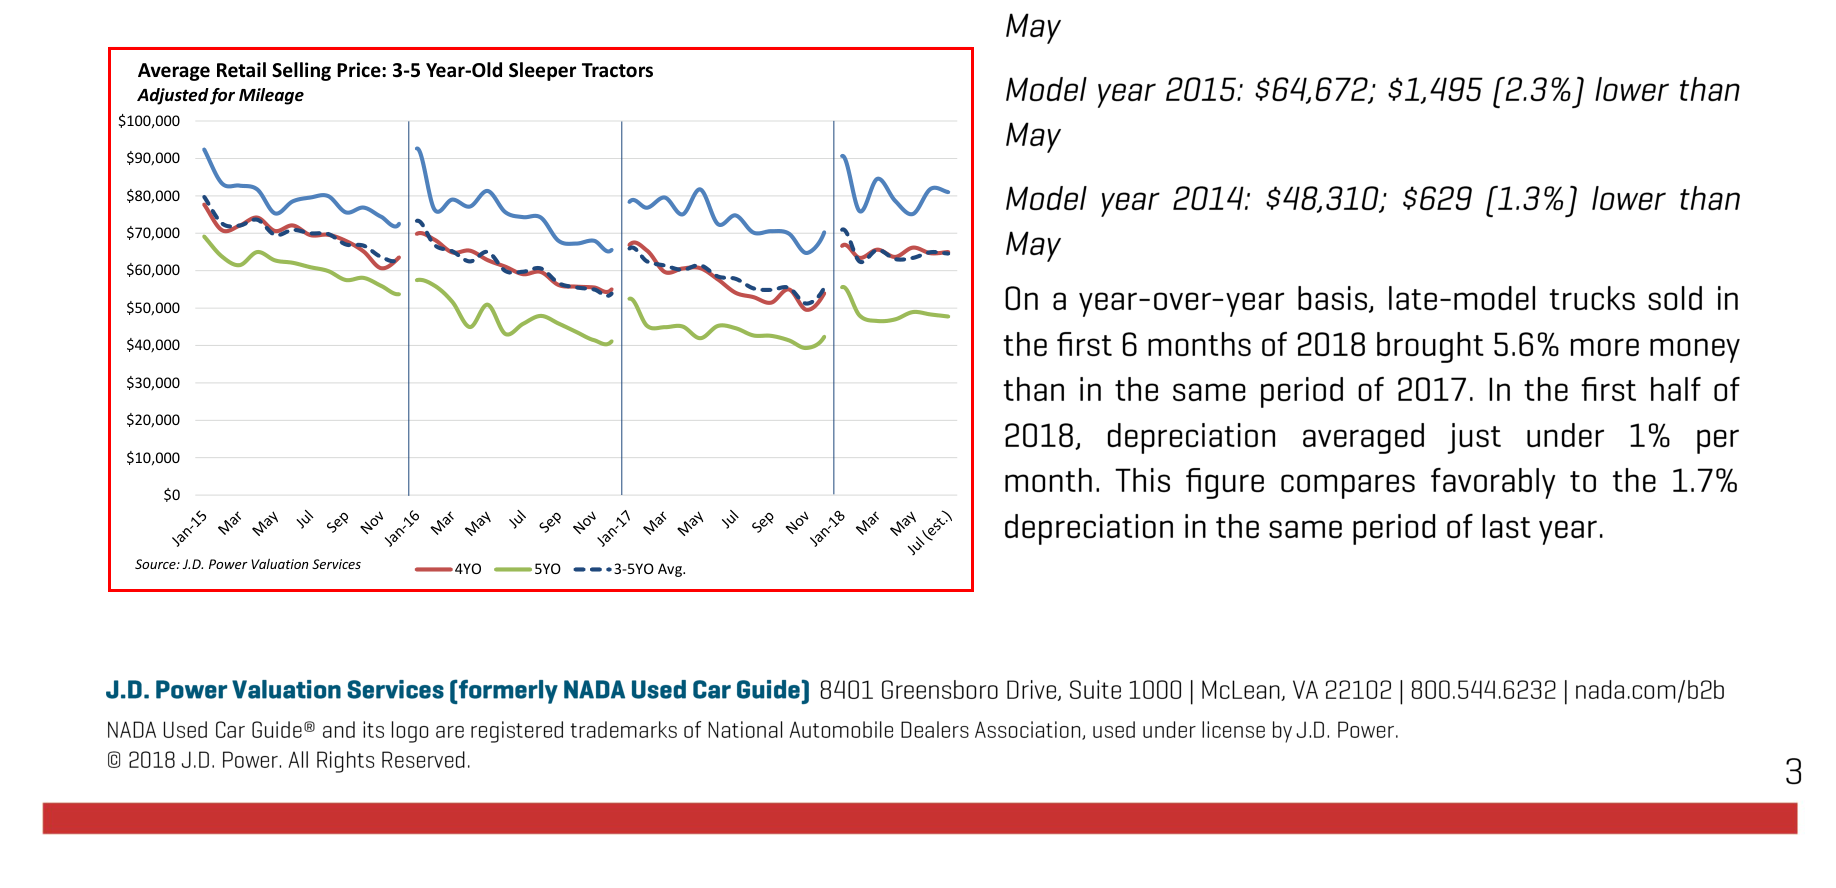 May
Model year 2015: $64,672; $1,495 (2.3%) lower than
May
Model year 2014: $48,310; $629 (1.3%) lower than
May
On a year-over-year basis, late-model trucks sold in
the first 6 months of 2018 brought 5.6% more money
than in the same period of 2017. In the first half of
2018, depreciation averaged just under 1% per
month. This figure compares favorably to the 1.7%
depreciation in the same period of last year.
Average Retail Selling Price: 3-5 Year-Old Sleeper Tractors
Adjusted for Mileage
$100,000
$90,000
$80,000
$70,000
$60,000
$50,000
$40,000
$30,000
$20,000
$10,000
$0
Jan-15 Mar May Jul Sep Nov Jan-16 Mar May Jul Sep Nov Jan-17 Mar May Jul Sep Nov Jan-18 Mar May Jul (est.)
Source: J.D. Power Valuation Services
4YO 5YO 3-5YO Avg.
J.D. Power Valuation Services (formerly NADA Used Car Guide) 8401 Greensboro Drive, Suite 1000 | McLean, VA 22102 | 800.544.6232 | nada.com/b2b
NADA Used Car Guide® and its logo are registered trademarks of National Automobile Dealers Association, used under license by J.D. Power.
© 2018 J.D. Power. All Rights Reserved.
3